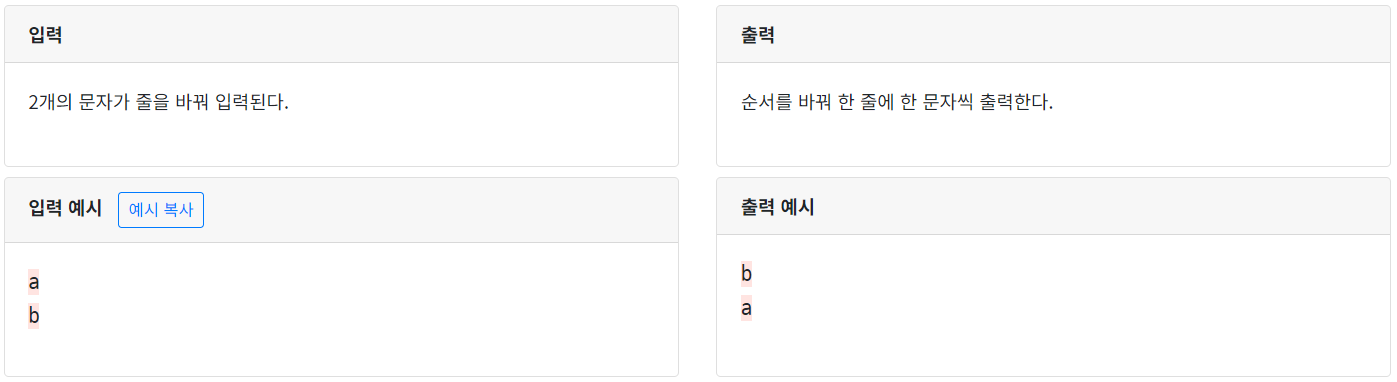 입력
2개의 문자가 줄을 바꿔 입력된다.
출력
순서를 바꿔 한 줄에 한 문자씩 출력한다.
입력 예시 예시 복사
a
b
출력 예시
b
a